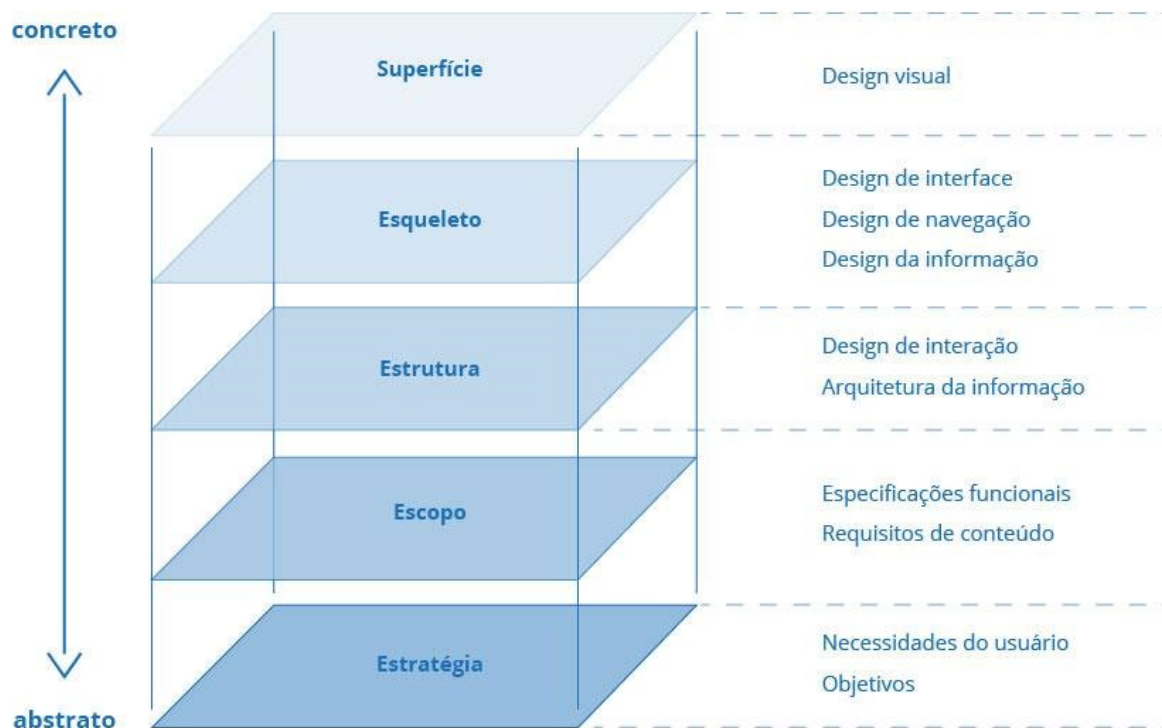 concreto
Superfície
Design visual
Esqueleto
Design de interface
Design de navegação
Design da informação
Estrutura
Design de interação
Arquitetura da informação
Escopo
Especificações funcionais
Requisitos de conteúdo
Estratégia
Necessidades do usuário
Objetivos
abstrato